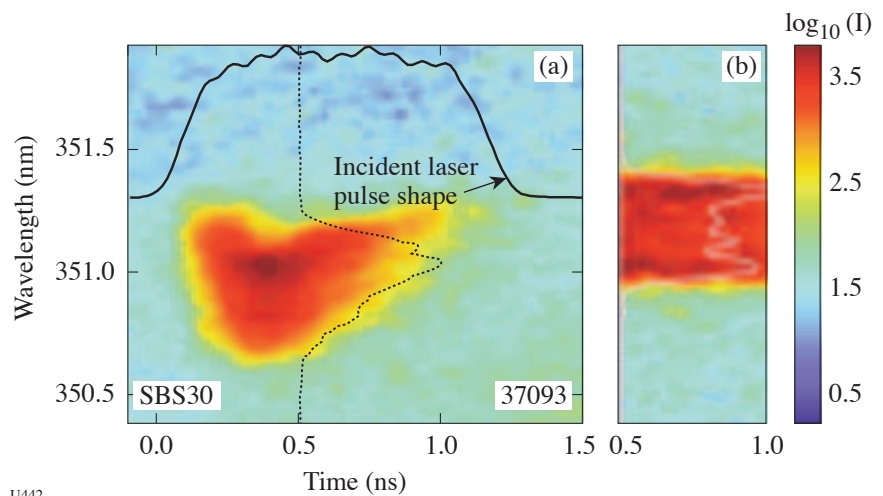 log10 (I)
(a)
(b)
3.5
351.5
Incident laser
pulse shape
2.5
Wavelength (nm)
351.0
1.5
350.5
SBS30
37093
0.5
0.0
0.5
1.0
1.5
0.5
1.0
Time (ns)
U442